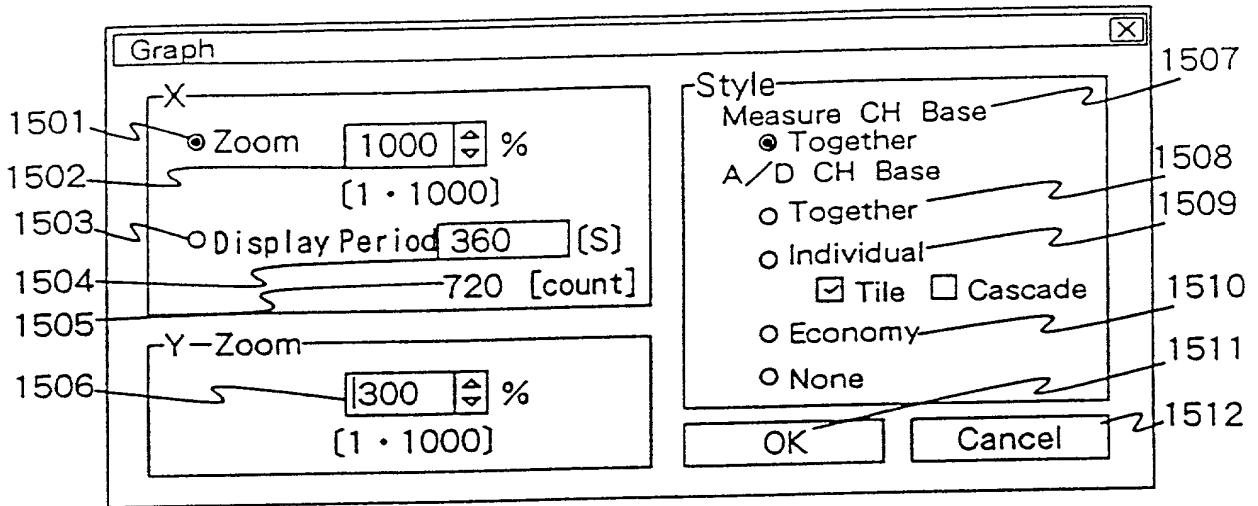 Graph
X
1501
Zoom 1000 %
1502
[1・1000]
1503
Display Period 360 [S]
1504
720 [count]
1505
Y-Zoom
1506
300 %
[1・1000]
Style
1507
Measure CH Base
Together
A/D CH Base
1508
Together
1509
Individual
Tile Cascade
1510
Economy
1511
None
OK Cancel
1512